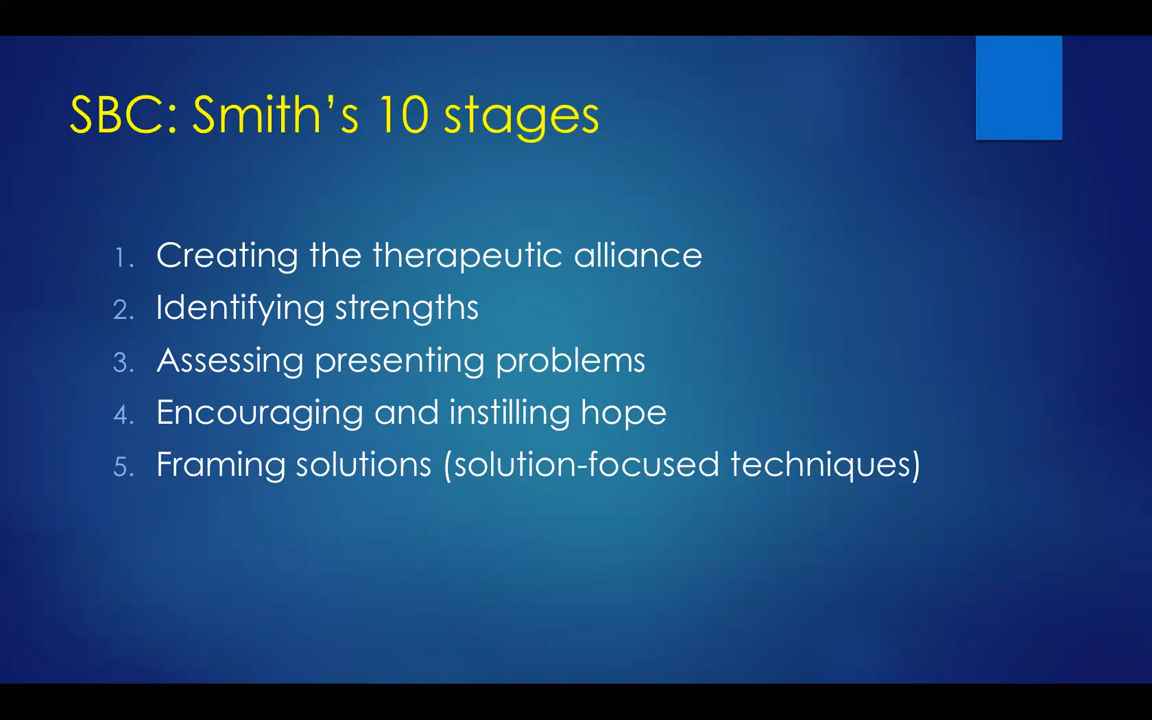 SBC: Smith’s 10 stages
1. Creating the therapeutic alliance
2. Identifying strengths
3. Assessing presenting problems
4. Encouraging and instilling hope
5. Framing solutions (solution-focused techniques)